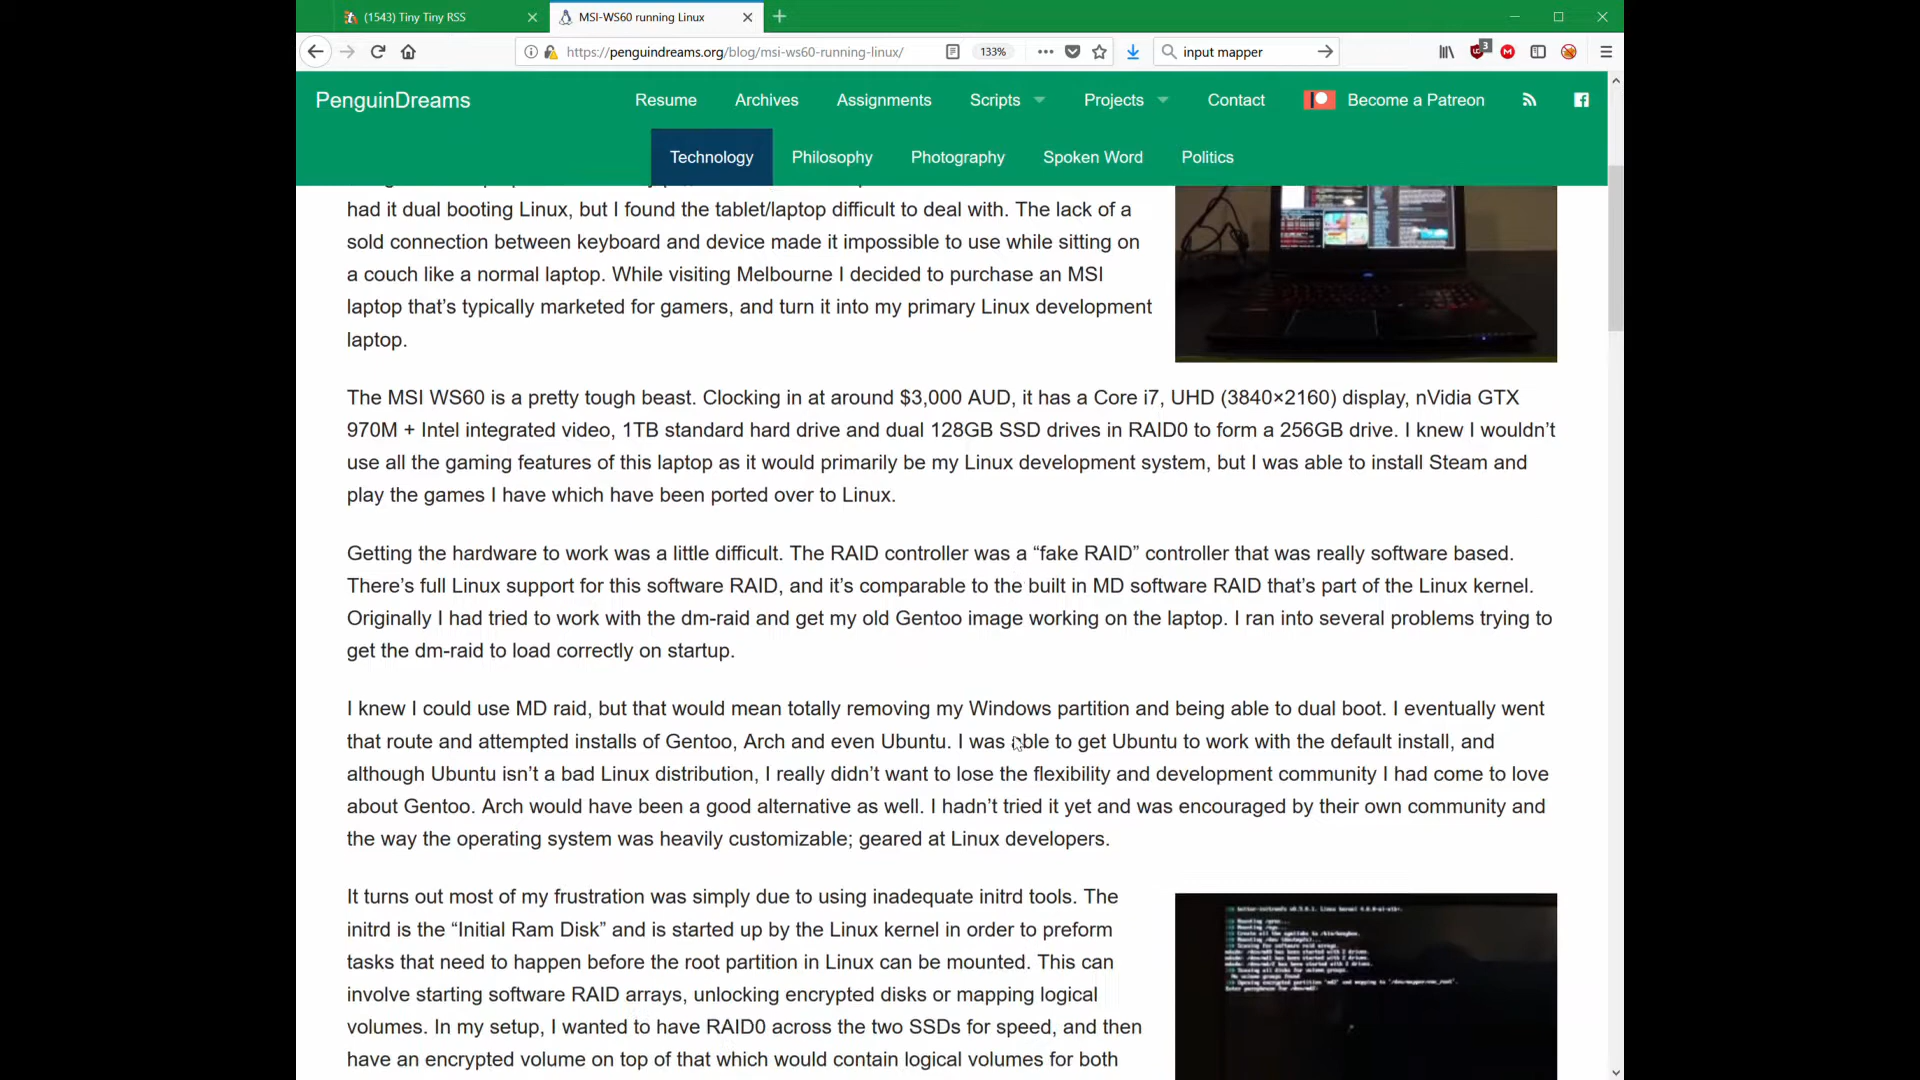 (1543) Tiny Tiny RSS
MSI-WS60 running Linux
https://penguindreams.org/blog/msi-ws60-running-linux/
133%
input mapper
3
PenguinDreams
Resume
Archives
Assignments
Scripts
Projects
Contact
Become a Patreon
Technology
Philosophy
Photography
Spoken Word
Politics
had it dual booting Linux, but I found the tablet/laptop difficult to deal with. The lack of a
sold connection between keyboard and device made it impossible to use while sitting on
a couch like a normal laptop. While visiting Melbourne I decided to purchase an MSI
laptop that’s typically marketed for gamers, and turn it into my primary Linux development
laptop.
The MSI WS60 is a pretty tough beast. Clocking in at around $3,000 AUD, it has a Core i7, UHD (3840×2160) display, nVidia GTX
970M + Intel integrated video, 1TB standard hard drive and dual 128GB SSD drives in RAID0 to form a 256GB drive. I knew I wouldn’t
use all the gaming features of this laptop as it would primarily be my Linux development system, but I was able to install Steam and
play the games I have which have been ported over to Linux.
Getting the hardware to work was a little difficult. The RAID controller was a “fake RAID” controller that was really software based.
There’s full Linux support for this software RAID, and it’s comparable to the built in MD software RAID that’s part of the Linux kernel.
Originally I had tried to work with the dm-raid and get my old Gentoo image working on the laptop. I ran into several problems trying to
get the dm-raid to load correctly on startup.
I knew I could use MD raid, but that would mean totally removing my Windows partition and being able to dual boot. I eventually went
that route and attempted installs of Gentoo, Arch and even Ubuntu. I was able to get Ubuntu to work with the default install, and
although Ubuntu isn’t a bad Linux distribution, I really didn’t want to lose the flexibility and development community I had come to love
about Gentoo. Arch would have been a good alternative as well. I hadn’t tried it yet and was encouraged by their own community and
the way the operating system was heavily customizable; geared at Linux developers.
It turns out most of my frustration was simply due to using inadequate initrd tools. The
initrd is the “Initial Ram Disk” and is started up by the Linux kernel in order to preform
tasks that need to happen before the root partition in Linux can be mounted. This can
involve starting software RAID arrays, unlocking encrypted disks or mapping logical
volumes. In my setup, I wanted to have RAID0 across the two SSDs for speed, and then
have an encrypted volume on top of that which would contain logical volumes for both